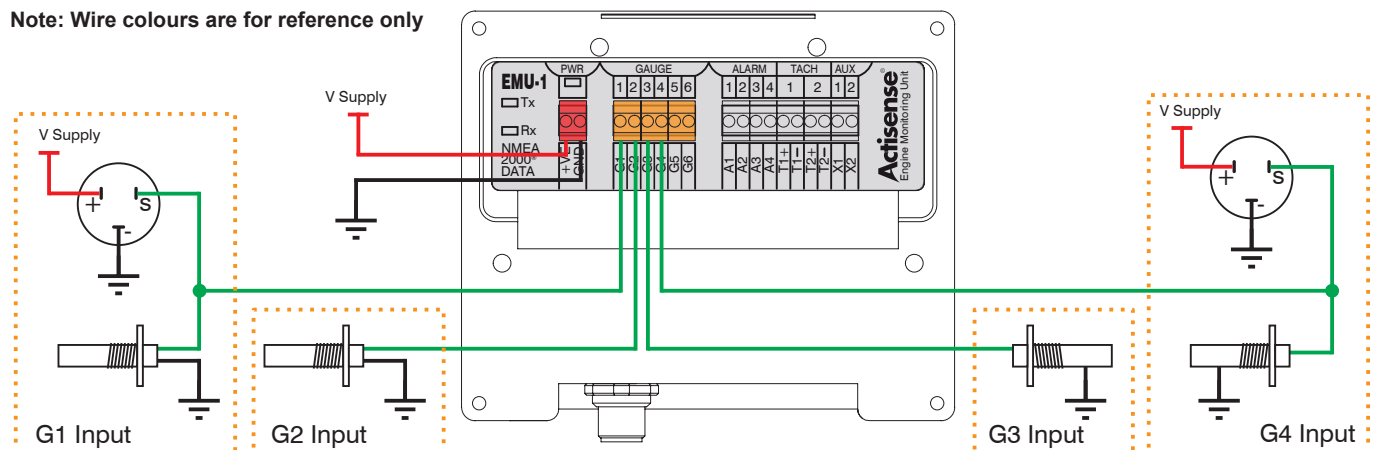 Note: Wire colours are for reference only
V Supply
V Supply
+
S
-
EMU-1
Tx
Rx
NMEA
2000®
DATA
PWR
GAUGE
ALARM
TACH
AUX
1 2 3 4 5 6
1 2 3 4
1 2
1 2
+VE
GND
G1
G2
G3
G4
G5
G6
A1
A2
A3
A4
T1+
T1-
T2+
T2-
X1
X2
Actisense®
Engine Monitoring Unit
V Supply
+
S
-
G1 Input
G2 Input
G3 Input
G4 Input